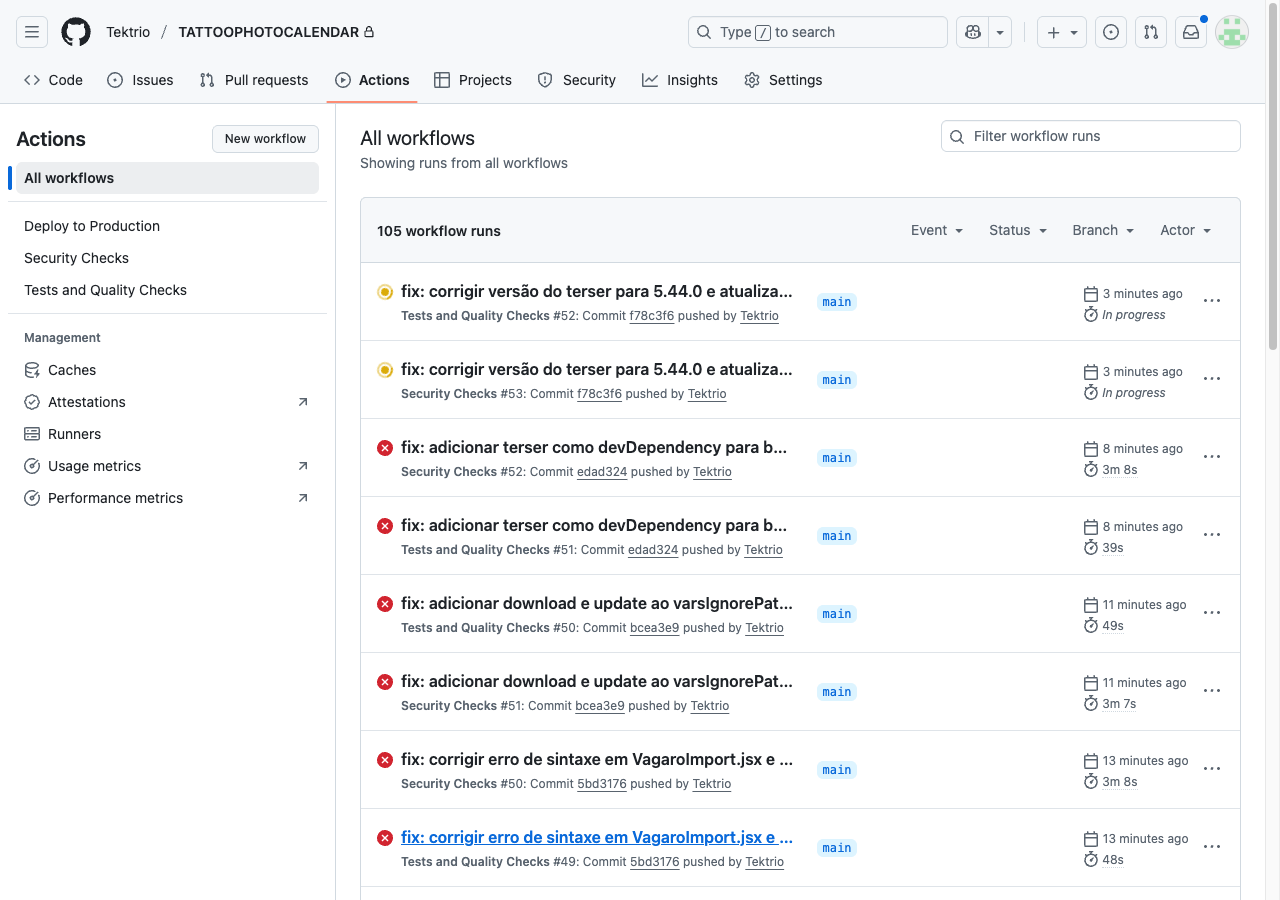 Tektrio / TATTOOPHOTOCALENDAR
Type / to search
Code
Issues
Pull requests
Actions
Projects
Security
Insights
Settings
Actions
New workflow
All workflows
Deploy to Production
Security Checks
Tests and Quality Checks
Management
Caches
Attestations
Runners
Usage metrics
Performance metrics
All workflows
Showing runs from all workflows
Filter workflow runs
105 workflow runs
Event
Status
Branch
Actor
fix: corrigir versão do terser para 5.44.0 e atualiza...
Tests and Quality Checks #52: Commit f78c3f6 pushed by Tektrio
main
3 minutes ago
In progress
fix: corrigir versão do terser para 5.44.0 e atualiza...
Security Checks #53: Commit f78c3f6 pushed by Tektrio
main
3 minutes ago
In progress
fix: adicionar terser como devDependency para b...
Security Checks #52: Commit edad324 pushed by Tektrio
main
8 minutes ago
3m 8s
fix: adicionar terser como devDependency para b...
Tests and Quality Checks #51: Commit edad324 pushed by Tektrio
main
8 minutes ago
39s
fix: adicionar download e update ao varsIgnorePat...
Tests and Quality Checks #50: Commit bcea3e9 pushed by Tektrio
main
11 minutes ago
49s
fix: adicionar download e update ao varsIgnorePat...
Security Checks #51: Commit bcea3e9 pushed by Tektrio
main
11 minutes ago
3m 7s
fix: corrigir erro de sintaxe em VagaroImport.jsx e ...
Security Checks #50: Commit 5bd3176 pushed by Tektrio
main
13 minutes ago
3m 8s
fix: corrigir erro de sintaxe em VagaroImport.jsx e ...
Tests and Quality Checks #49: Commit 5bd3176 pushed by Tektrio
main
13 minutes ago
48s